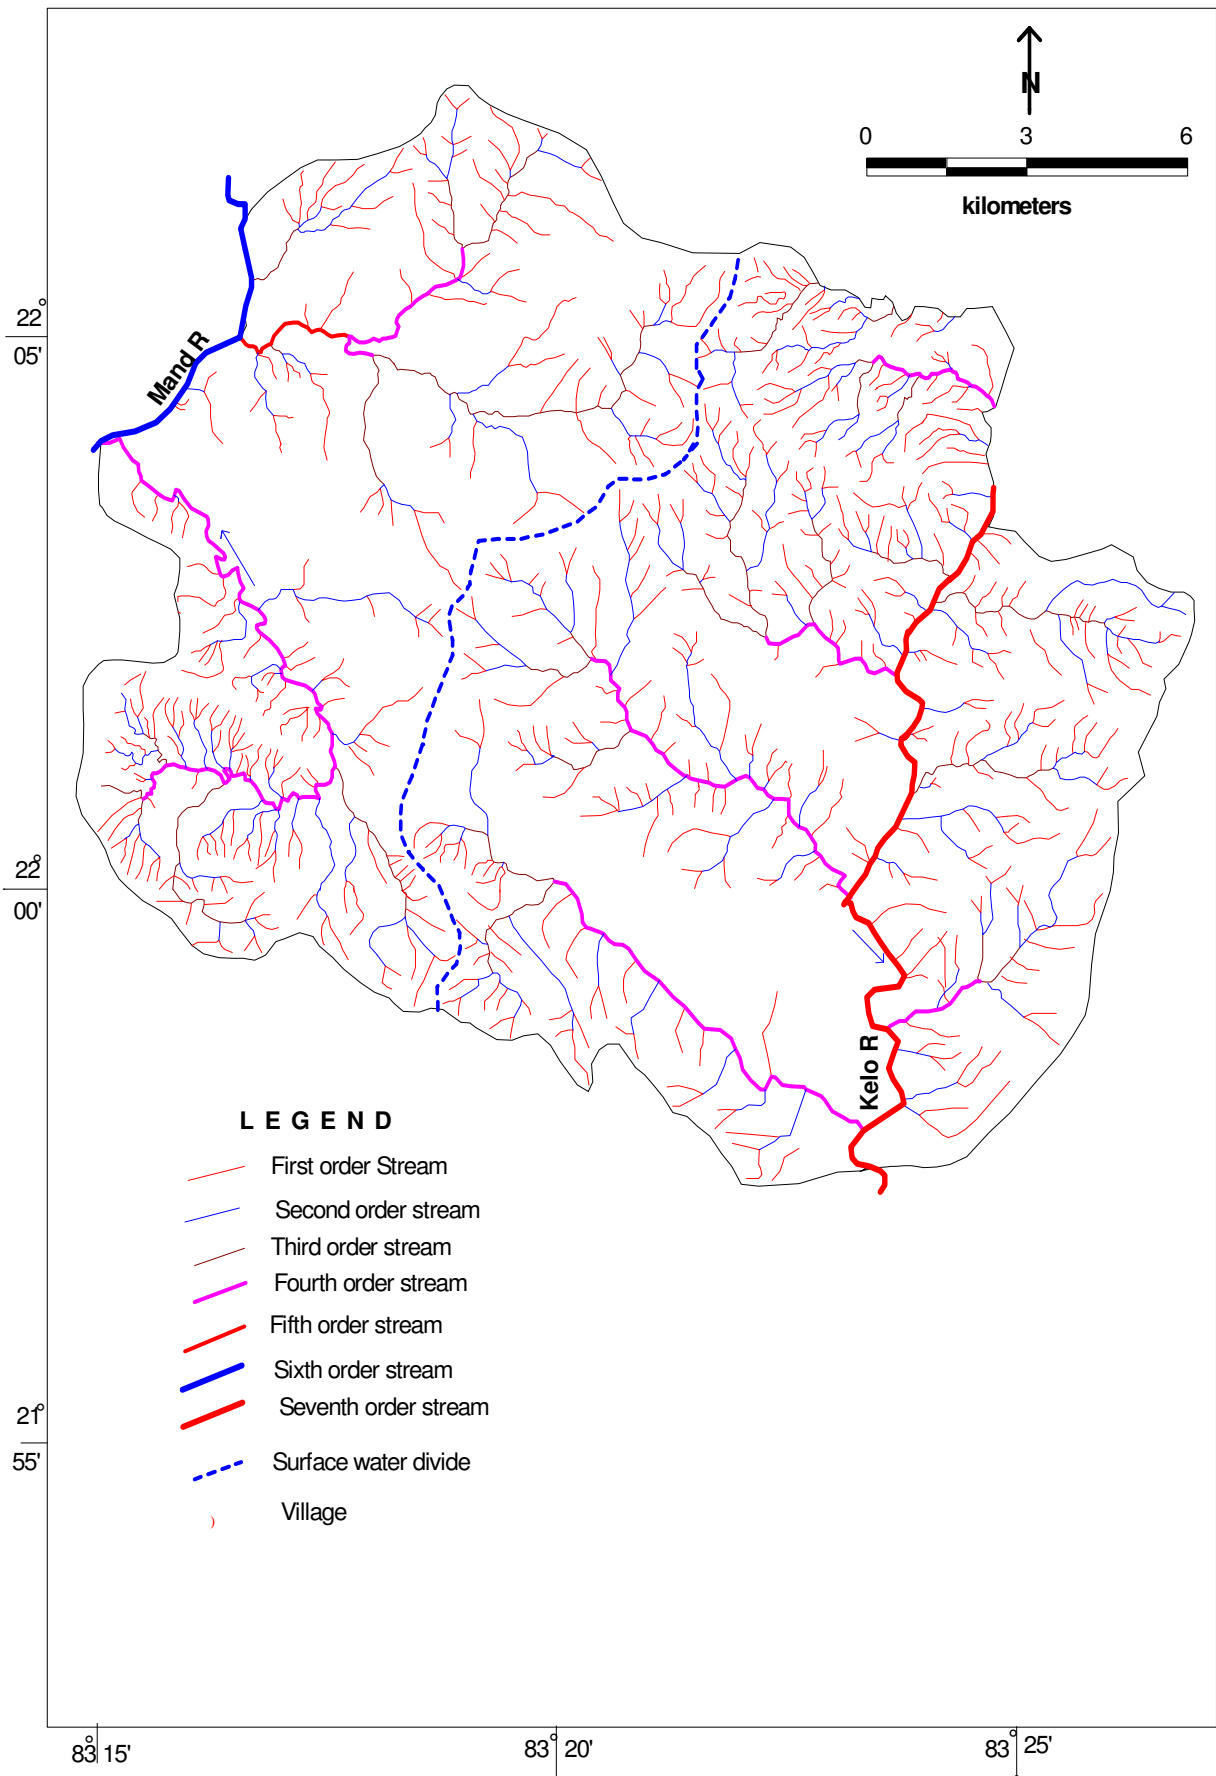 N
0 3 6
kilometers
22°
05'
Mand R
22°
00'
Kelo R
LEGEND
First order Stream
Second order stream
Third order stream
Fourth order stream
Fifth order stream
Sixth order stream
Seventh order stream
Surface water divide
Village
21°
55'
83° 15' 83° 20' 83° 25'